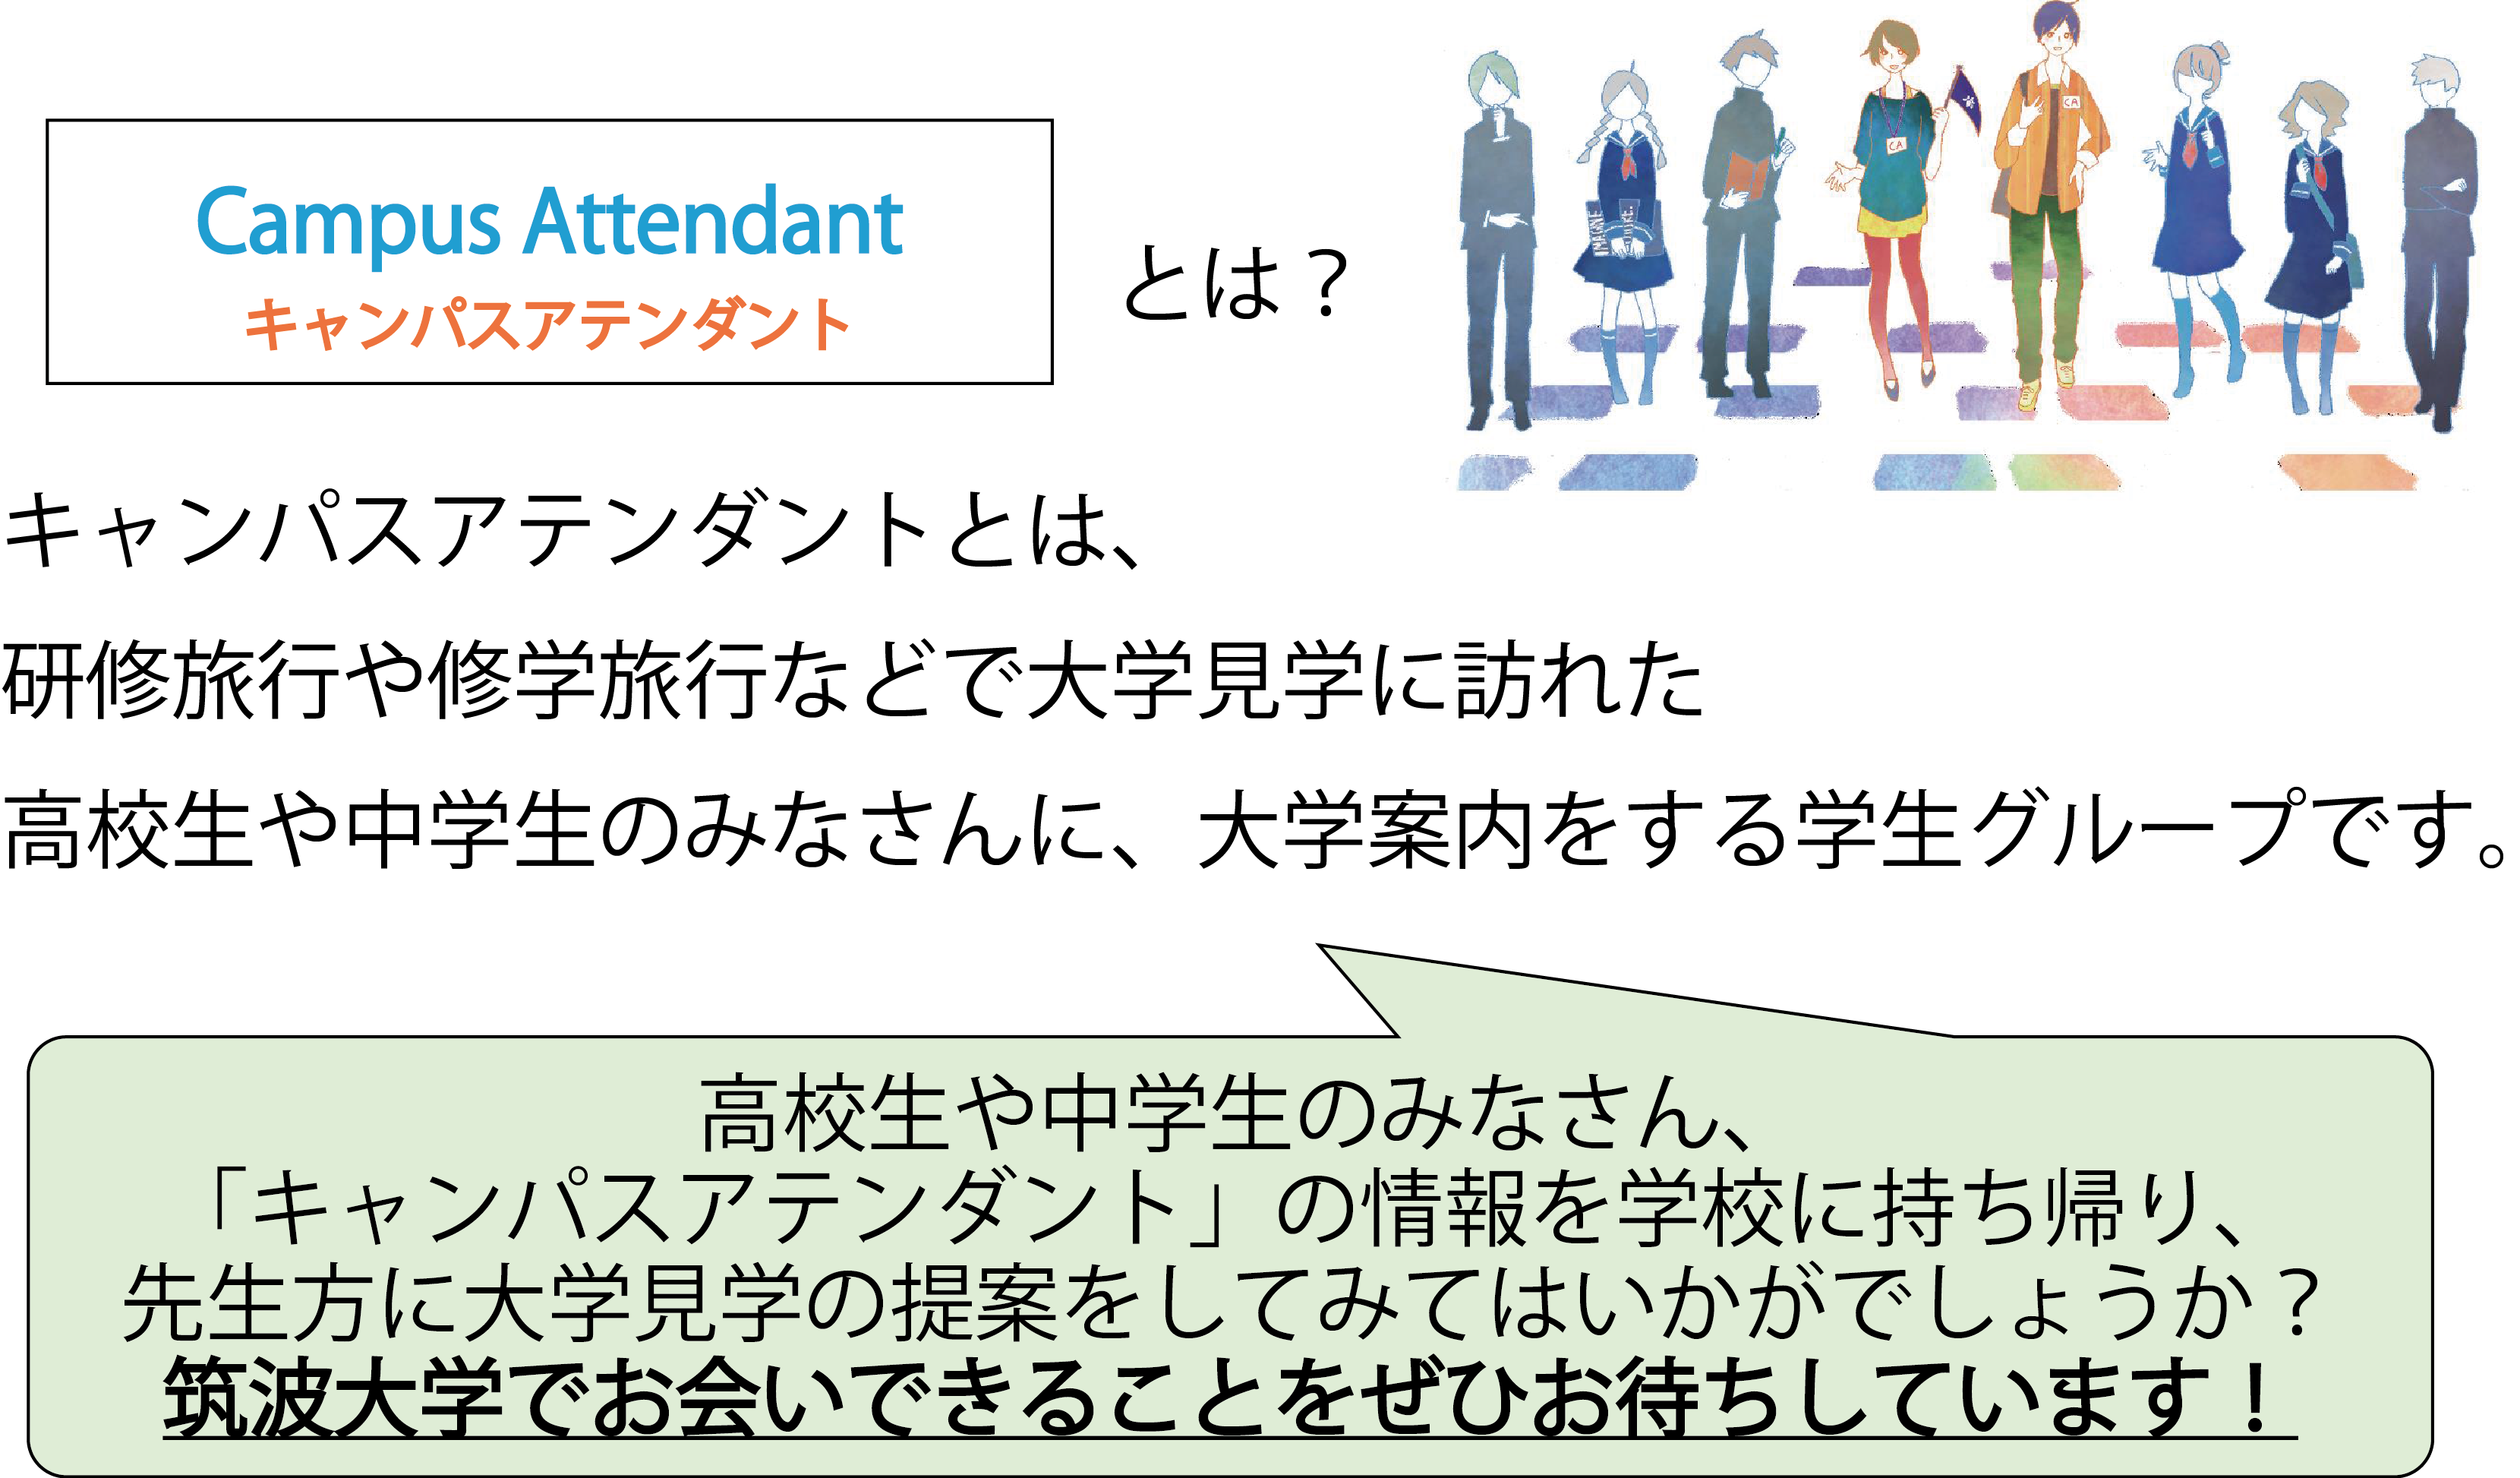 Campus Attendant
キャンパスアテンダント
とは？
CA
CA
キャンパスアテンダントとは、
研修旅行や修学旅行などで大学見学に訪れた
高校生や中学生のみなさんに、大学案内をする学生グループです。
高校生や中学生のみなさん、
「キャンパスアテンダント」の情報を学校に持ち帰り、
先生方に大学見学の提案をしてみてはいかがでしょうか？
筑波大学でお会いできることをぜひお待ちしています！